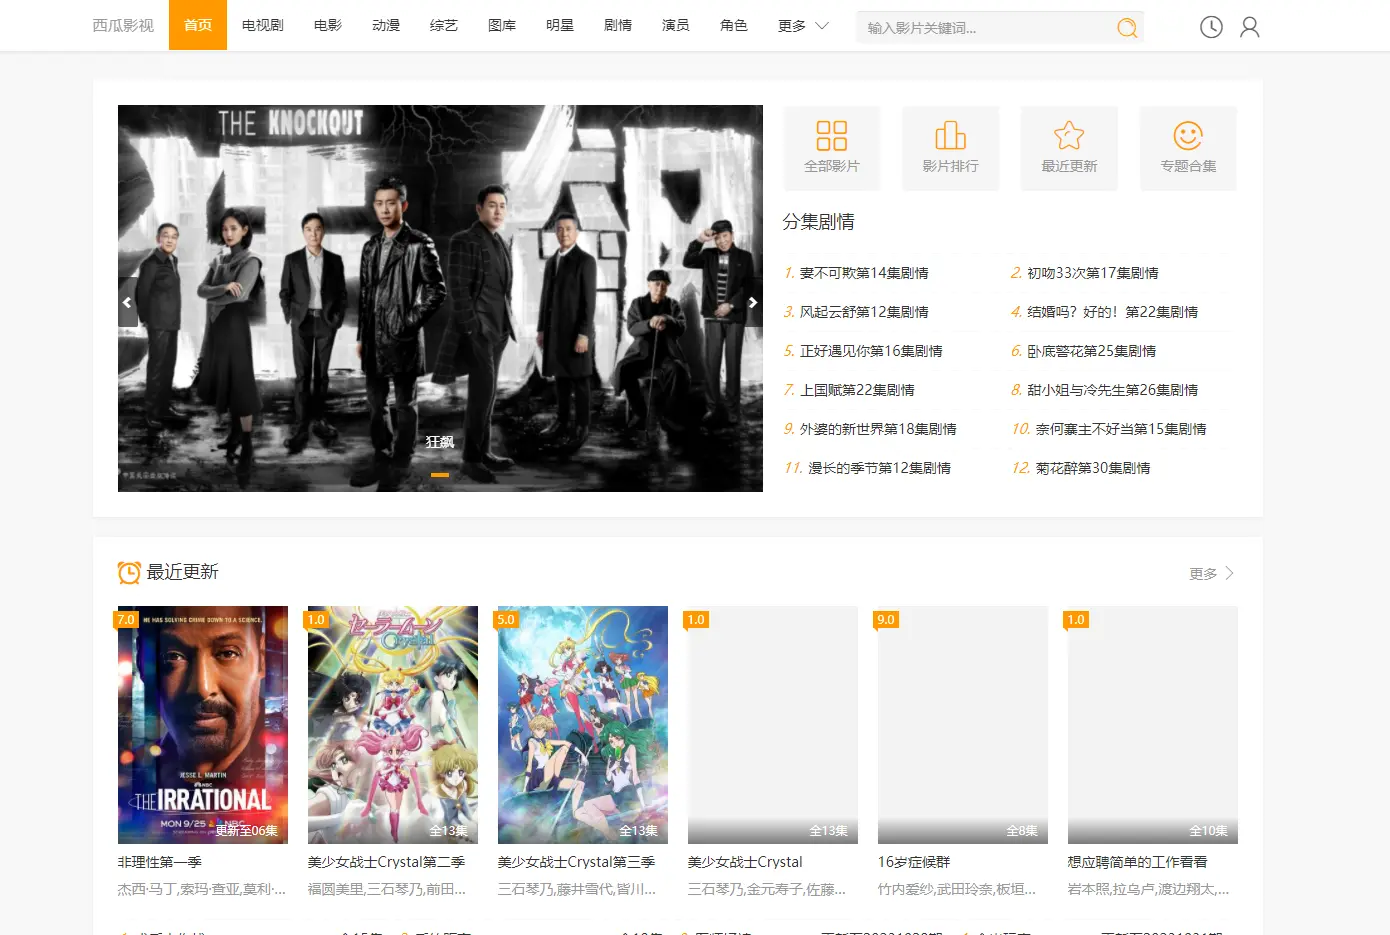 西瓜影视 首页 电视剧 电影 动漫 综艺 图库 明星 剧情 演员 角色 更多 输入影片关键词...
THE KNOCKOUT
狂飙
全部影片 影片排行 最近更新 专题合集
分集剧情
1. 妻不可欺第14集剧情 2. 初吻33次第17集剧情
3. 风起云舒第12集剧情 4. 结婚吗？好的！第22集剧情
5. 正好遇见你第16集剧情 6. 卧底警花第25集剧情
7. 上国赋第22集剧情 8. 甜小姐与冷先生第26集剧情
9. 外婆的新世界第18集剧情 10. 奈何寨主不好当第15集剧情
11. 漫长的季节第12集剧情 12. 菊花醉第30集剧情
最近更新 更多
7.0 1.0 5.0 1.0 9.0 1.0
HE HAS SOLVING CRIME DOWN TO A SCIENCE.
セーラームーン
Crystal
JESSE L. MARTIN
THE IRRATIONAL
MON 9/25 NBC
更新至06集 全13集 全13集 全13集 全8集 全10集
非理性第一季 美少女战士Crystal第二季 美少女战士Crystal第三季 美少女战士Crystal 16岁症候群 想应聘简单的工作看看
杰西·马丁,索玛·查亚,莫利·... 福圆美里,三石琴乃,前田... 三石琴乃,藤井雪代,皆川... 三石琴乃,金元寿子,佐藤... 竹内爱纱,武田玲奈,板垣... 岩本照,拉乌卢,渡边翔太,...